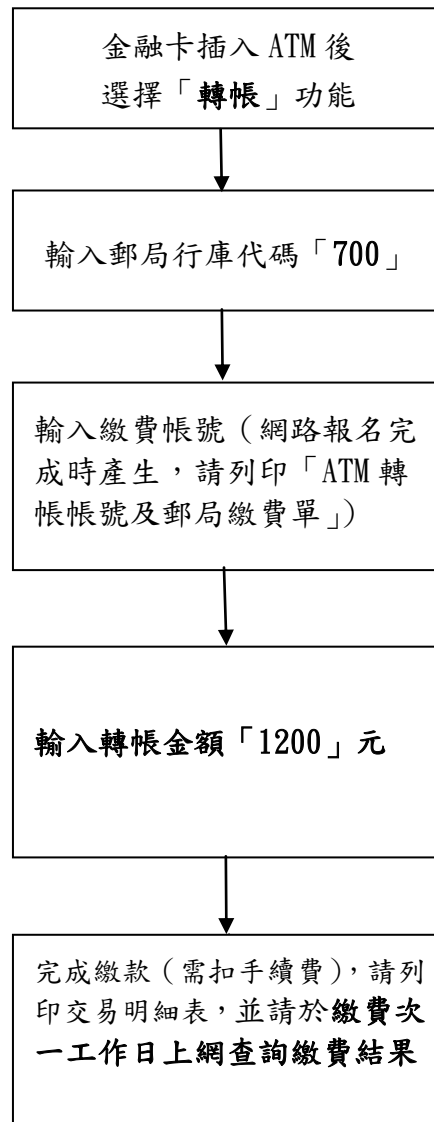 金融卡插入 ATM 後
選擇「轉帳」功能
輸入郵局行庫代碼「700」
輸入繳費帳號（網路報名完
成時產生，請列印「ATM 轉
帳帳號及郵局繳費單」）
輸入轉帳金額「1200」元
完成繳款（需扣手續費），請列
印交易明細表，並請於繳費次
一工作日上網查詢繳費結果